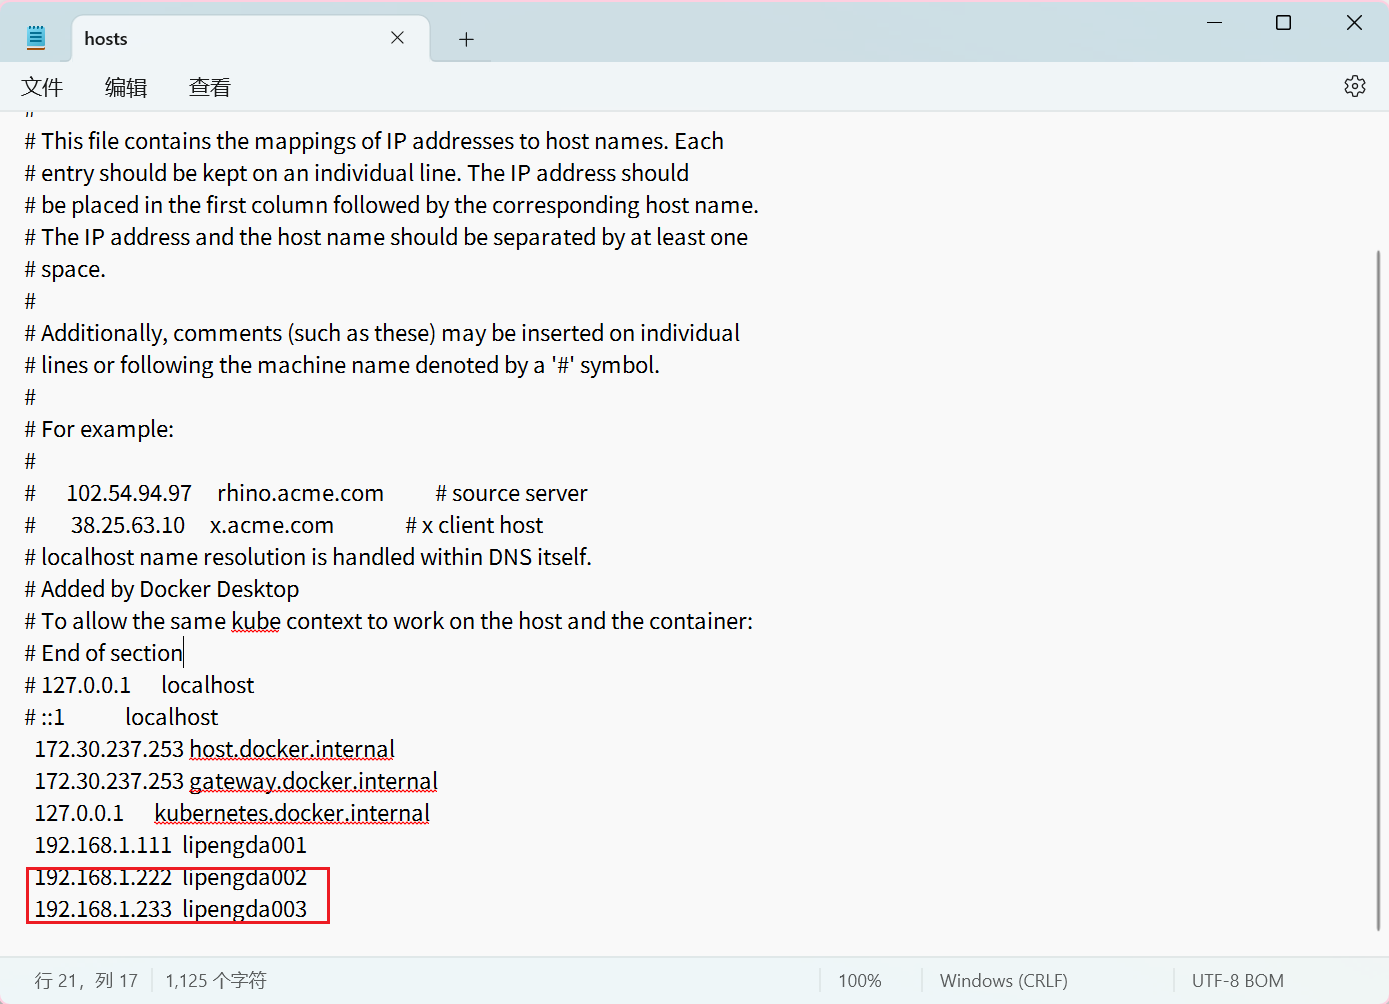 hosts
文件 编辑 查看
#
# This file contains the mappings of IP addresses to host names. Each
# entry should be kept on an individual line. The IP address should
# be placed in the first column followed by the corresponding host name.
# The IP address and the host name should be separated by at least one
# space.
#
# Additionally, comments (such as these) may be inserted on individual
# lines or following the machine name denoted by a '#' symbol.
#
# For example:
#
#      102.54.94.97     rhino.acme.com          # source server
#       38.25.63.10     x.acme.com              # x client host
# localhost name resolution is handled within DNS itself.
# Added by Docker Desktop
# To allow the same kube context to work on the host and the container:
# End of section
# 127.0.0.1      localhost
# ::1            localhost
172.30.237.253 host.docker.internal
172.30.237.253 gateway.docker.internal
127.0.0.1      kubernetes.docker.internal
192.168.1.111  lipengda001
192.168.1.222  lipengda002
192.168.1.233  lipengda003
行 21，列 17 1,125 个字符 100% Windows (CRLF) UTF-8 BOM